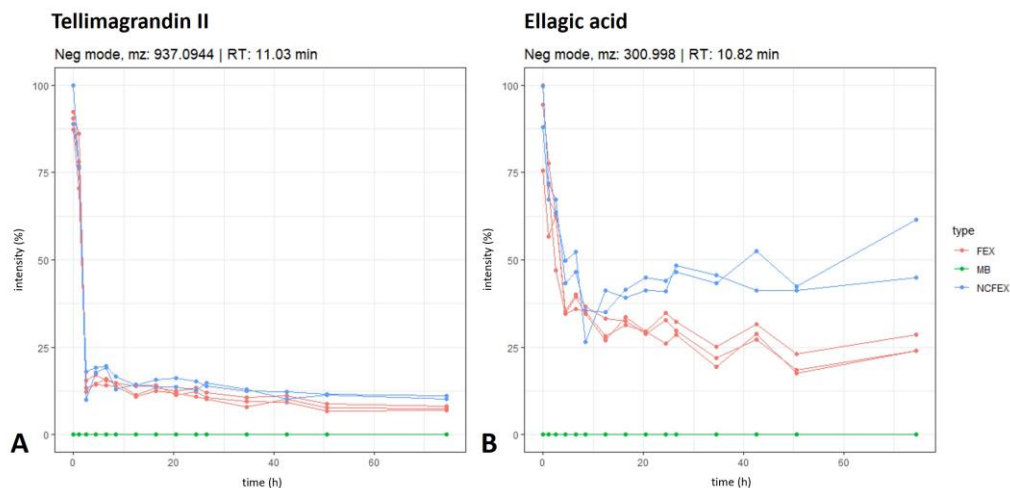 Tellimagrandin II
Neg mode, mz: 937.0944 | RT: 11.03 min
100
75
50
25
0
intensity (%)
0
20
40
60
time (h)
A
Ellagic acid
Neg mode, mz: 300.998 | RT: 10.82 min
100
75
50
25
0
intensity (%)
0
20
40
60
time (h)
B
type
FEX
MB
NCFEX